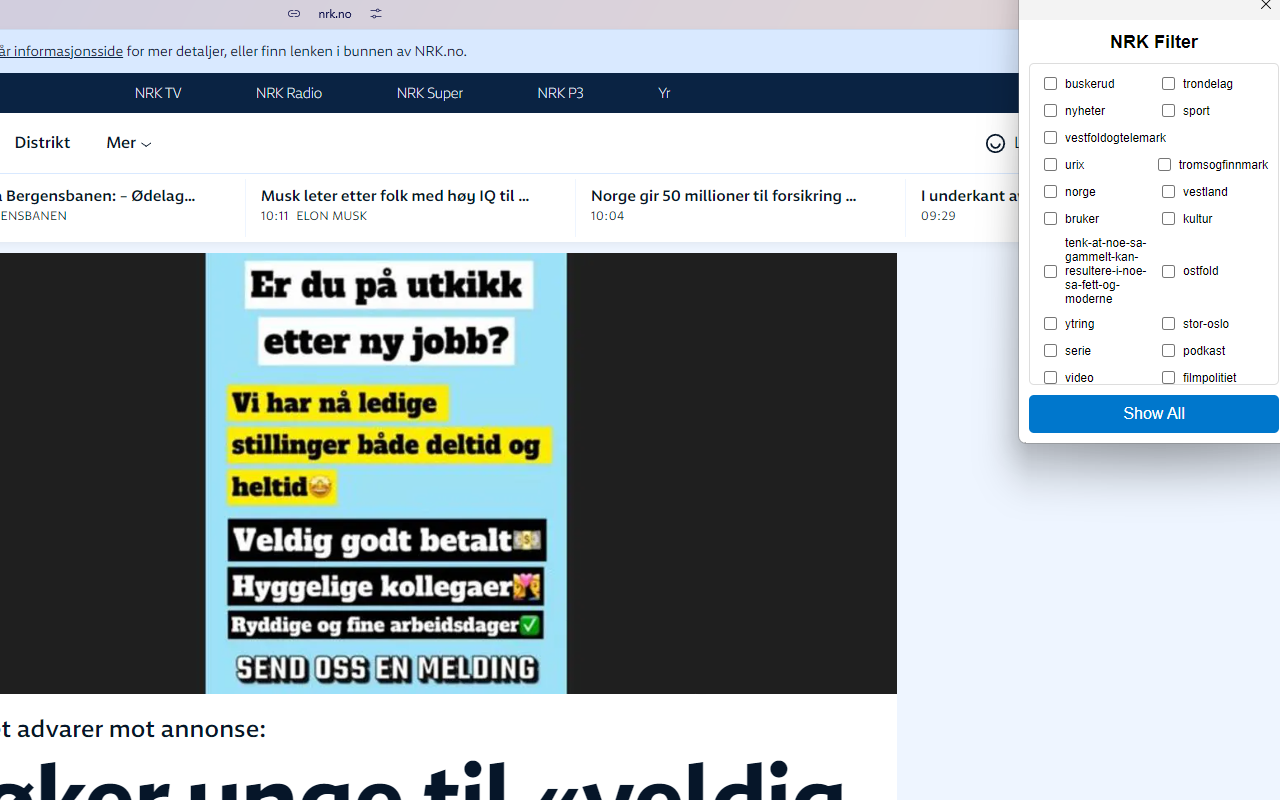 nrk.no
år informasjonsside for mer detaljer, eller finn lenken i bunnen av NRK.no.
NRK TV NRK Radio NRK Super NRK P3 Yr
Distrikt Mer
Bergensbanen: – Ødelag... Musk leter etter folk med høy IQ til ... Norge gir 50 millioner til forsikring ... I underkant
ENSBANEN 10:11 ELON MUSK 10:04 09:29
Er du på utkikk
etter ny jobb?
Vi har nå ledige
stillinger både deltid og
heltid🤩
Veldig godt betalt💵
Hyggelige kollegaer
Ryddige og fine arbeidsdager✅
SEND OSS EN MELDING
t advarer mot annonse:
øker unge til «veldig
NRK Filter
buskerud trondelag
nyheter sport
vestfoldogtelemark
urix tromsogfinnmark
norge vestland
bruker kultur
tenk-at-noe-sa-
gammelt-kan-
resultere-i-noe- ostfold
sa-fett-og-
moderne
ytring stor-oslo
serie podkast
video filmpolitiet
Show All